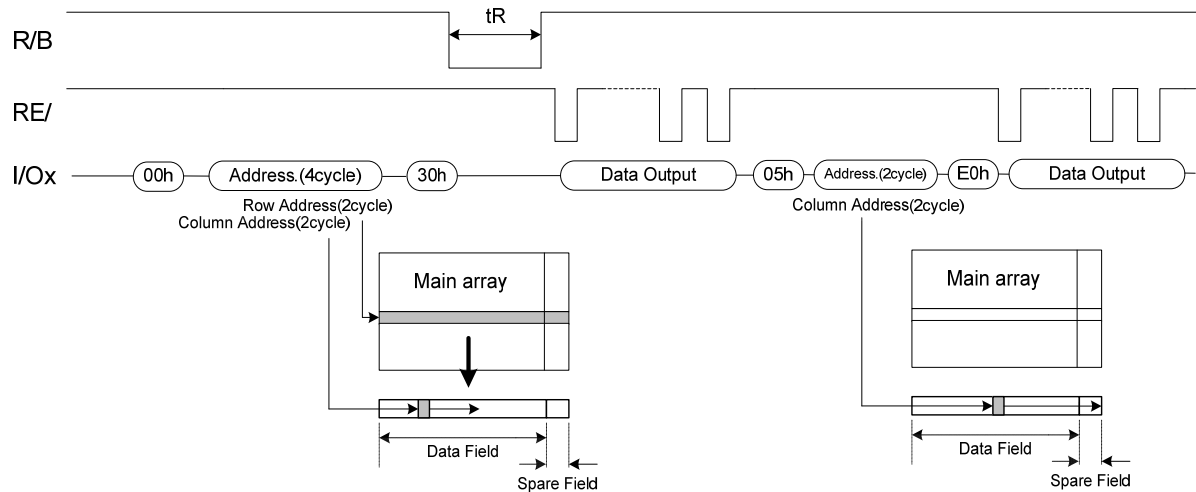 tR
R/B
RE/
I/Ox
00h
Address.(4cycle)
30h
Data Output
05h
Address.(2cycle)
E0h
Data Output
Row Address(2cycle)
Column Address(2cycle)
Column Address(2cycle)
Main array
Main array
Data Field
Spare Field
Data Field
Spare Field